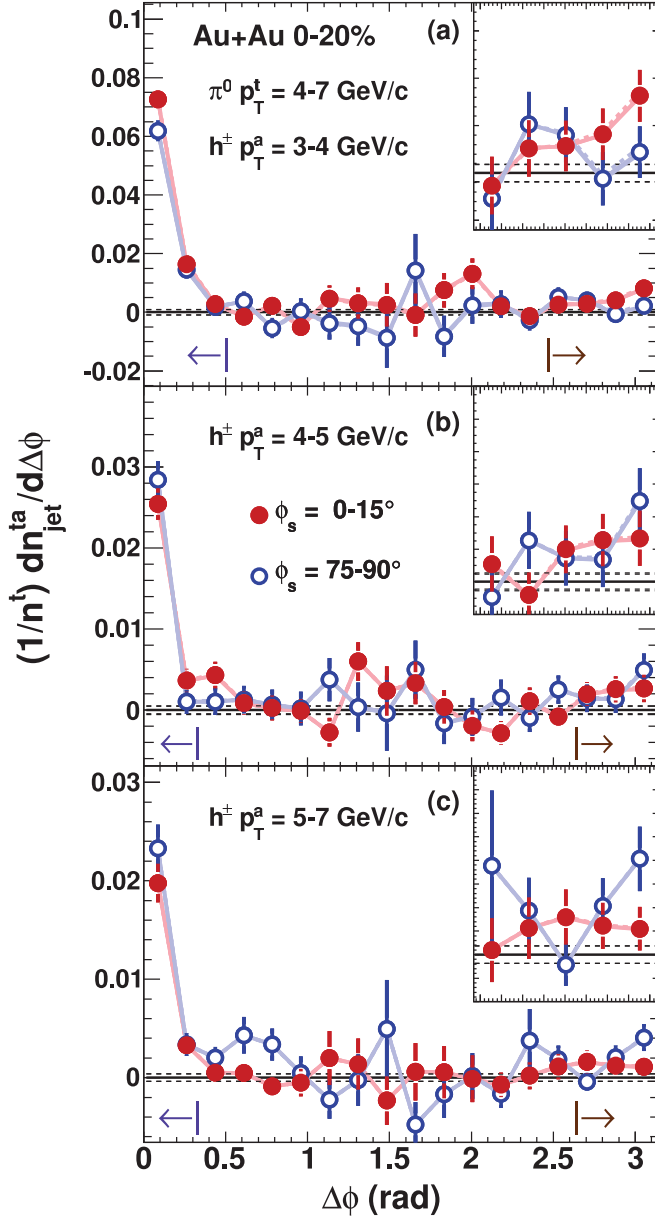 0.1
Au+Au 0-20%
(a)
π⁰ p_T^t = 4-7 GeV/c
0.08
h± p_T^a = 3-4 GeV/c
0.06
0.04
0.02
0
-0.02
h± p_T^a = 4-5 GeV/c
(b)
0.03
ϕ_s = 0-15°
0.02
ϕ_s = 75-90°
0.01
0
(1/n^t) dn_jet^ta/dΔϕ
0.03
h± p_T^a = 5-7 GeV/c
(c)
0.02
0.01
0
0 0.5 1 1.5 2 2.5 3
Δϕ (rad)